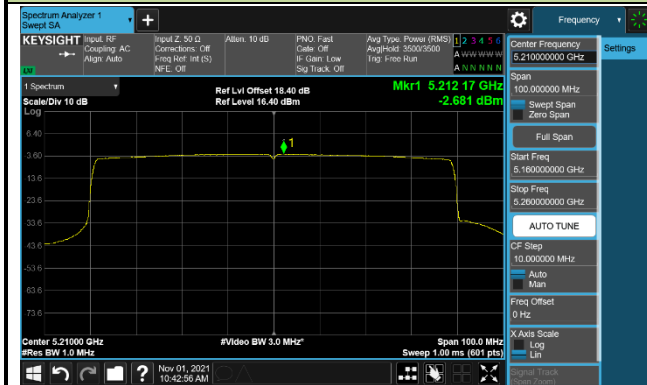 Spectrum Analyzer 1
Swept SA
Frequency
KEYSIGHT
Input: RF
Coupling: AC
Align: Auto
Input Z: 50 Ω
Corrections: Off
Freq Ref: Int (S)
NFE: Off
Atten: 10 dB
PNO: Fast
Gate: Off
IF Gain: Low
Sig Track: Off
Avg Type: Power (RMS)
Avg|Hold: 3500/3500
Trig: Free Run
1 2 3 4 5 6
A W W W W W
A N N N N N
LW
Center Frequency
5.210000000 GHz
Settings
Span
100.000000 MHz
Swept Span
Zero Span
Full Span
Start Freq
5.160000000 GHz
Stop Freq
5.260000000 GHz
AUTO TUNE
CF Step
10.000000 MHz
Auto
Man
Freq Offset
0 Hz
X Axis Scale
Log
Lin
Signal Track
(Span Zoom)
1 Spectrum
Scale/Div 10 dB
Log
Ref Lvl Offset 18.40 dB
Ref Level 16.40 dBm
Mkr1 5.212 17 GHz
-2.681 dBm
1
6.40
-3.60
-13.6
-23.6
-33.6
-43.6
-53.6
-63.6
-73.6
Center 5.21000 GHz
#Res BW 1.0 MHz
#Video BW 3.0 MHz*
Span 100.0 MHz
Sweep 1.00 ms (601 pts)
Nov 01, 2021
10:42:56 AM